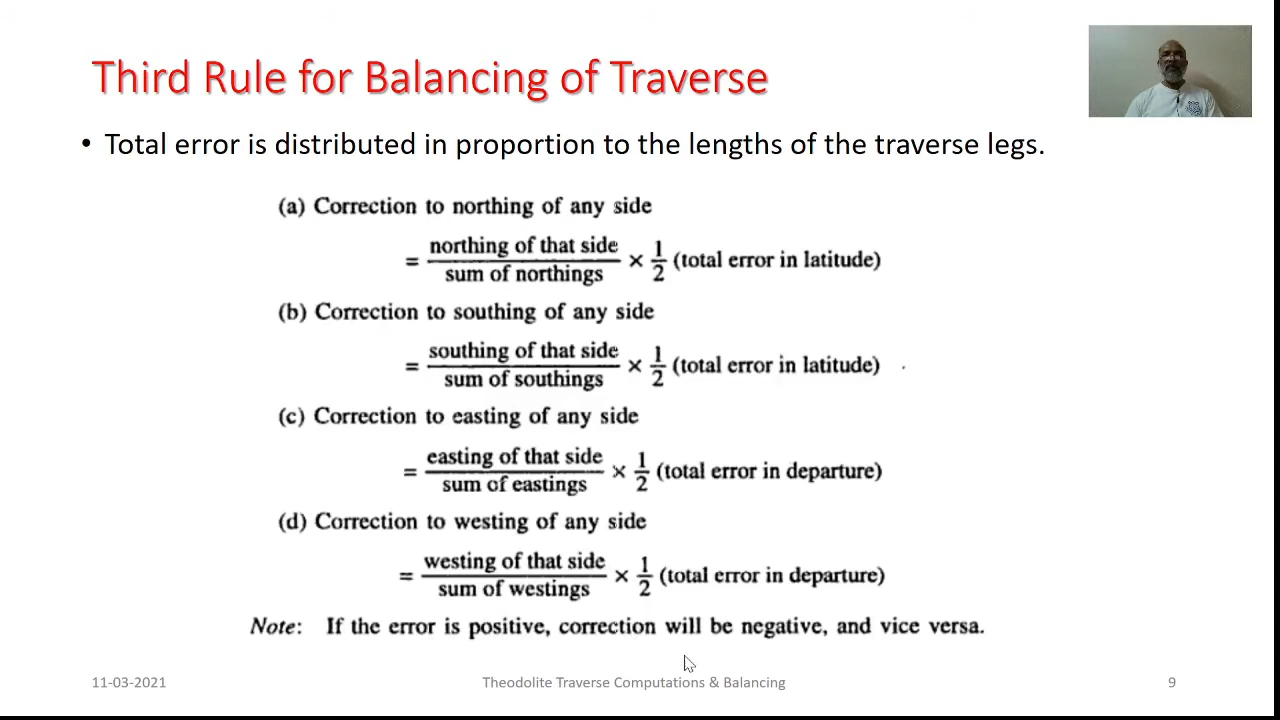 Third Rule for Balancing of Traverse
• Total error is distributed in proportion to the lengths of the traverse legs.
(a) Correction to northing of any side
= northing of that side / sum of northings × 1/2 (total error in latitude)
(b) Correction to southing of any side
= southing of that side / sum of southings × 1/2 (total error in latitude)
(c) Correction to easting of any side
= easting of that side / sum of eastings × 1/2 (total error in departure)
(d) Correction to westing of any side
= westing of that side / sum of westings × 1/2 (total error in departure)
Note: If the error is positive, correction will be negative, and vice versa.
11-03-2021 Theodolite Traverse Computations & Balancing 9